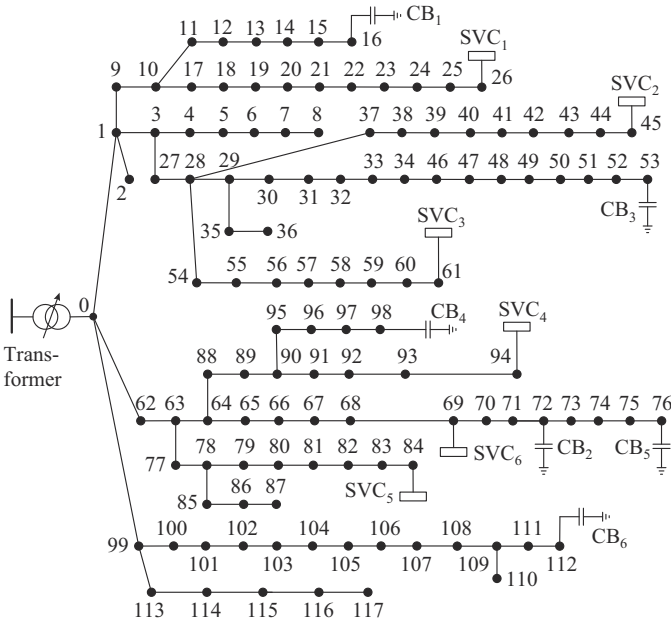 11 12 13 14 15 16 CB1
SVC1
9 10 17 18 19 20 21 22 23 24 25 26
SVC2
1 3 4 5 6 7 8 37 38 39 40 41 42 43 44 45
2 27 28 29 30 31 32 33 34 46 47 48 49 50 51 52 53
CB3
35 36
SVC3
54 55 56 57 58 59 60 61
0
Trans-
former
95 96 97 98 CB4
SVC4
88 89 90 91 92 93 94
62 63 64 65 66 67 68 69 70 71 72 73 74 75 76
SVC6 CB2 CB5
77 78 79 80 81 82 83 84
SVC5
85 86 87
99 100 101 102 103 104 105 106 107 108 109 111 112 CB6
110
113 114 115 116 117